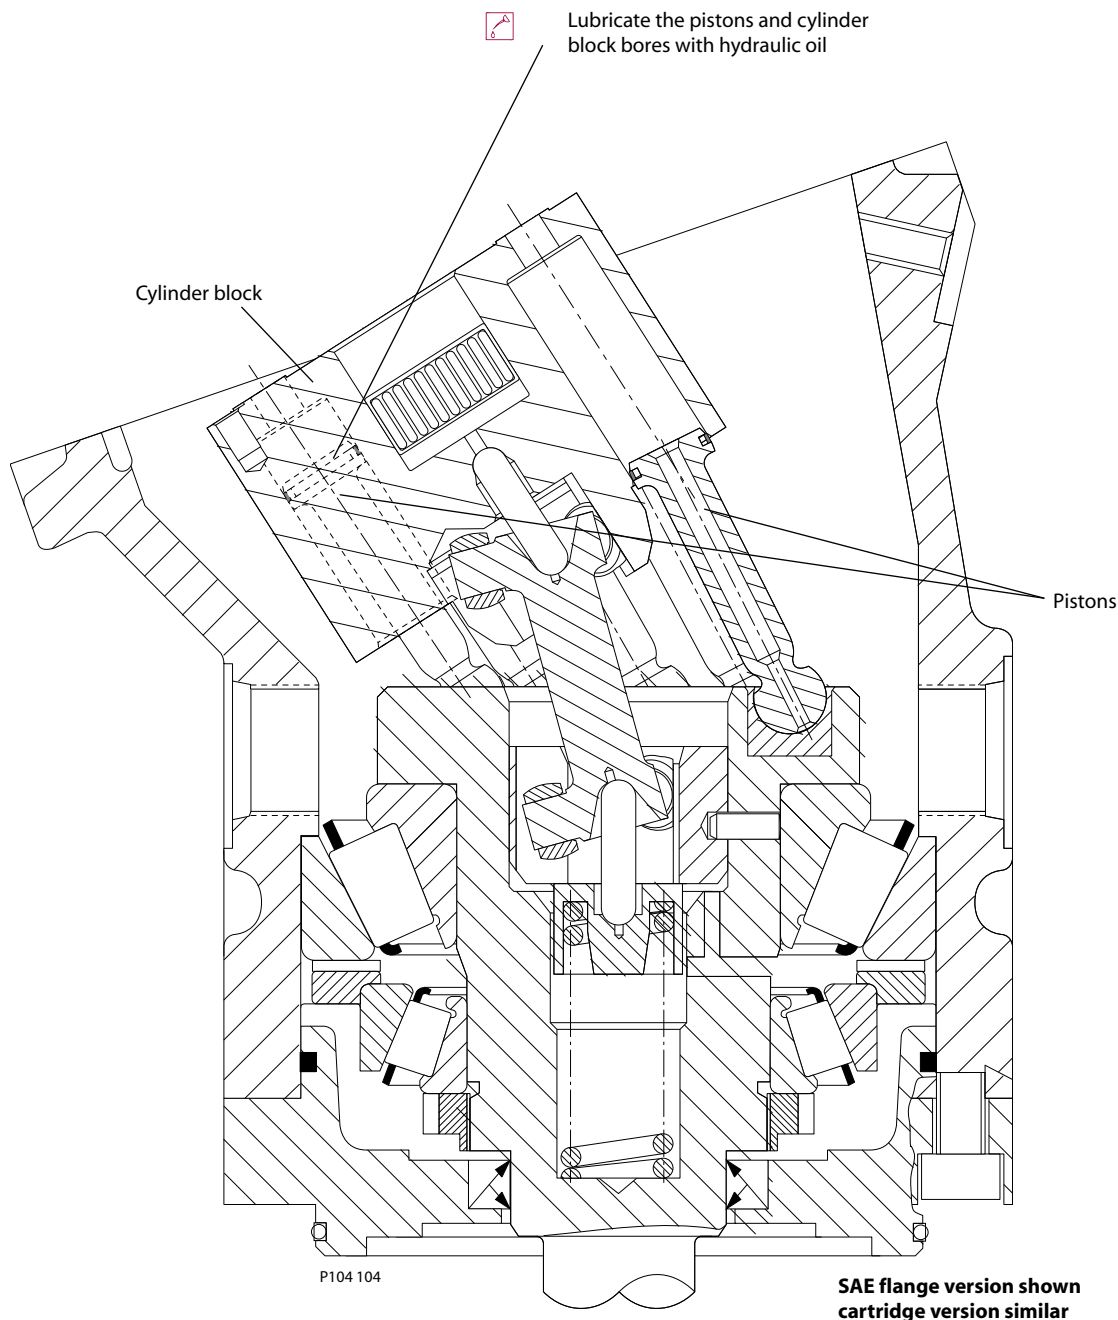 Lubricate the pistons and cylinder
block bores with hydraulic oil
Cylinder block
Pistons
P104 104
SAE flange version shown
cartridge version similar